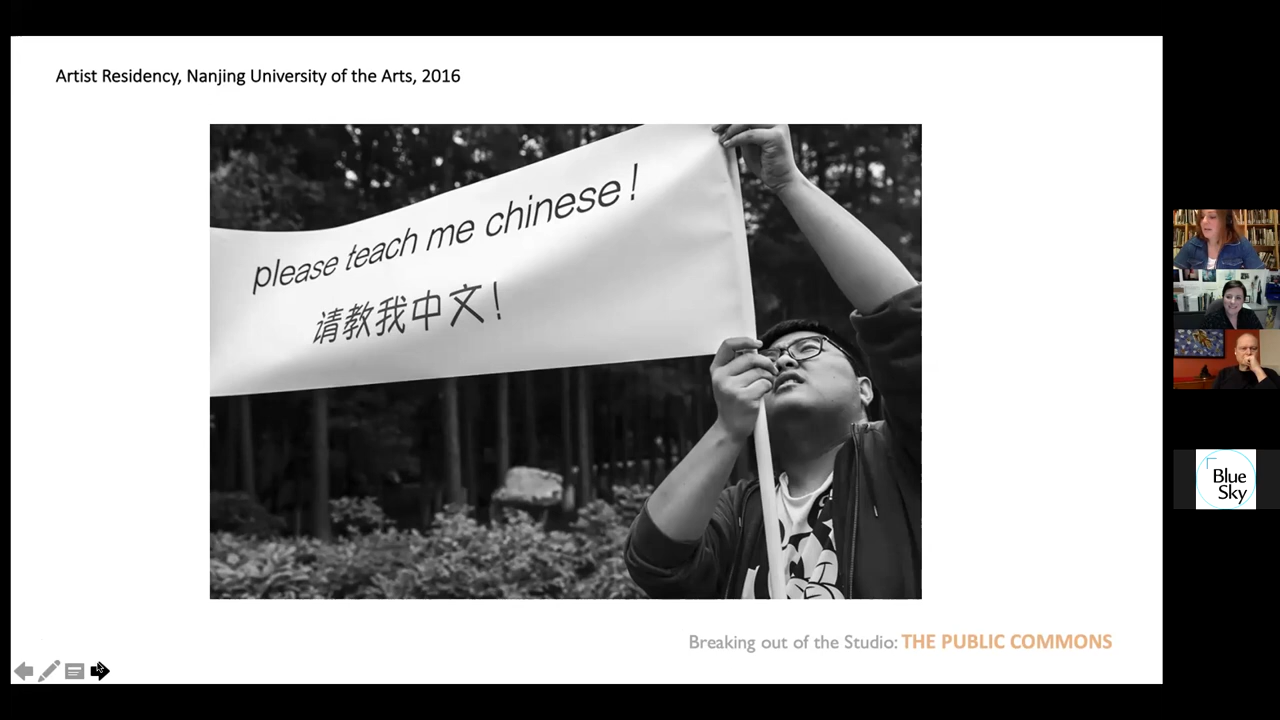 Artist Residency, Nanjing University of the Arts, 2016
please teach me chinese!
请教我中文!
Breaking out of the Studio: THE PUBLIC COMMONS
Blue
Sky